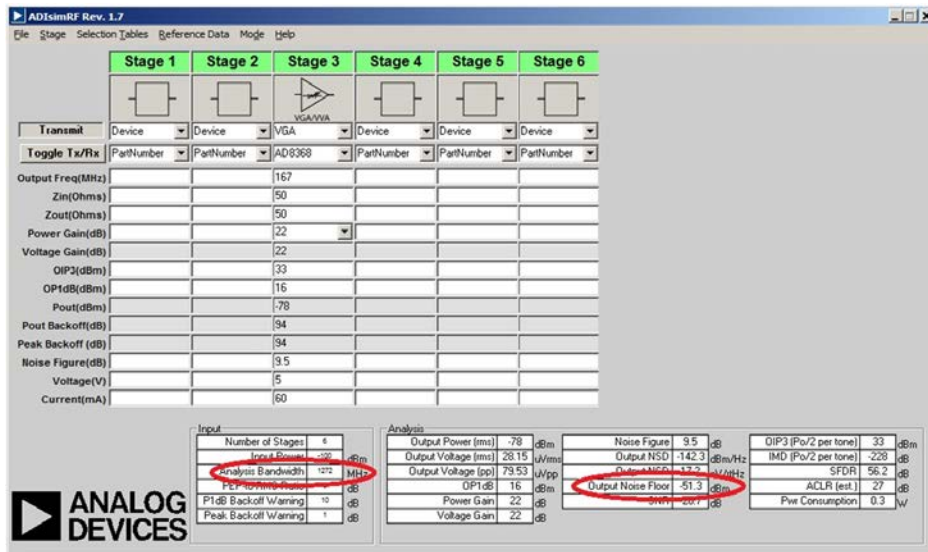 ADIsimRF Rev. 1.7
File Stage Selection Tables Reference Data Mode Help
Stage 1 Stage 2 Stage 3 Stage 4 Stage 5 Stage 6
VGA/VVA
Transmit Device Device VGA Device Device Device
Toggle Tx/Rx PartNumber PartNumber AD8368 PartNumber PartNumber PartNumber
Output Freq(MHz) 167
Zin(Ohms) 50
Zout(Ohms) 50
Power Gain(dB) 22
Voltage Gain(dB) 22
OIP3(dBm) 33
OP1dB(dBm) 16
Pout(dBm) -78
Pout Backoff(dB) 94
Peak Backoff (dB) 94
Noise Figure(dB) 9.5
Voltage(V) 5
Current(mA) 60
Input
Number of Stages 6
Input Power -100 dBm
Analysis Bandwidth 1272 MHz
dB
P1dB Backoff Warning 10 dB
Peak Backoff Warning 1 dB
Analysis
Output Power (rms) -78 dBm
Output Voltage (rms) 28.15 uVrms
Output Voltage (pp) 79.53 uVpp
OP1dB 16 dBm
Power Gain 22 dB
Voltage Gain 22 dB
Noise Figure 9.5 dB
Output NSD -142.3 dBm/Hz
Output NSD -17.2
Output Noise Floor -51.3 dBm
SNR -26.7 dB
OIP3 (Po/2 per tone) 33 dBm
IMD (Po/2 per tone) -228 dB
SFDR 56.2 dB
ACLR (est.) 27 dB
Pwr Consumption 0.3 W
ANALOG
DEVICES